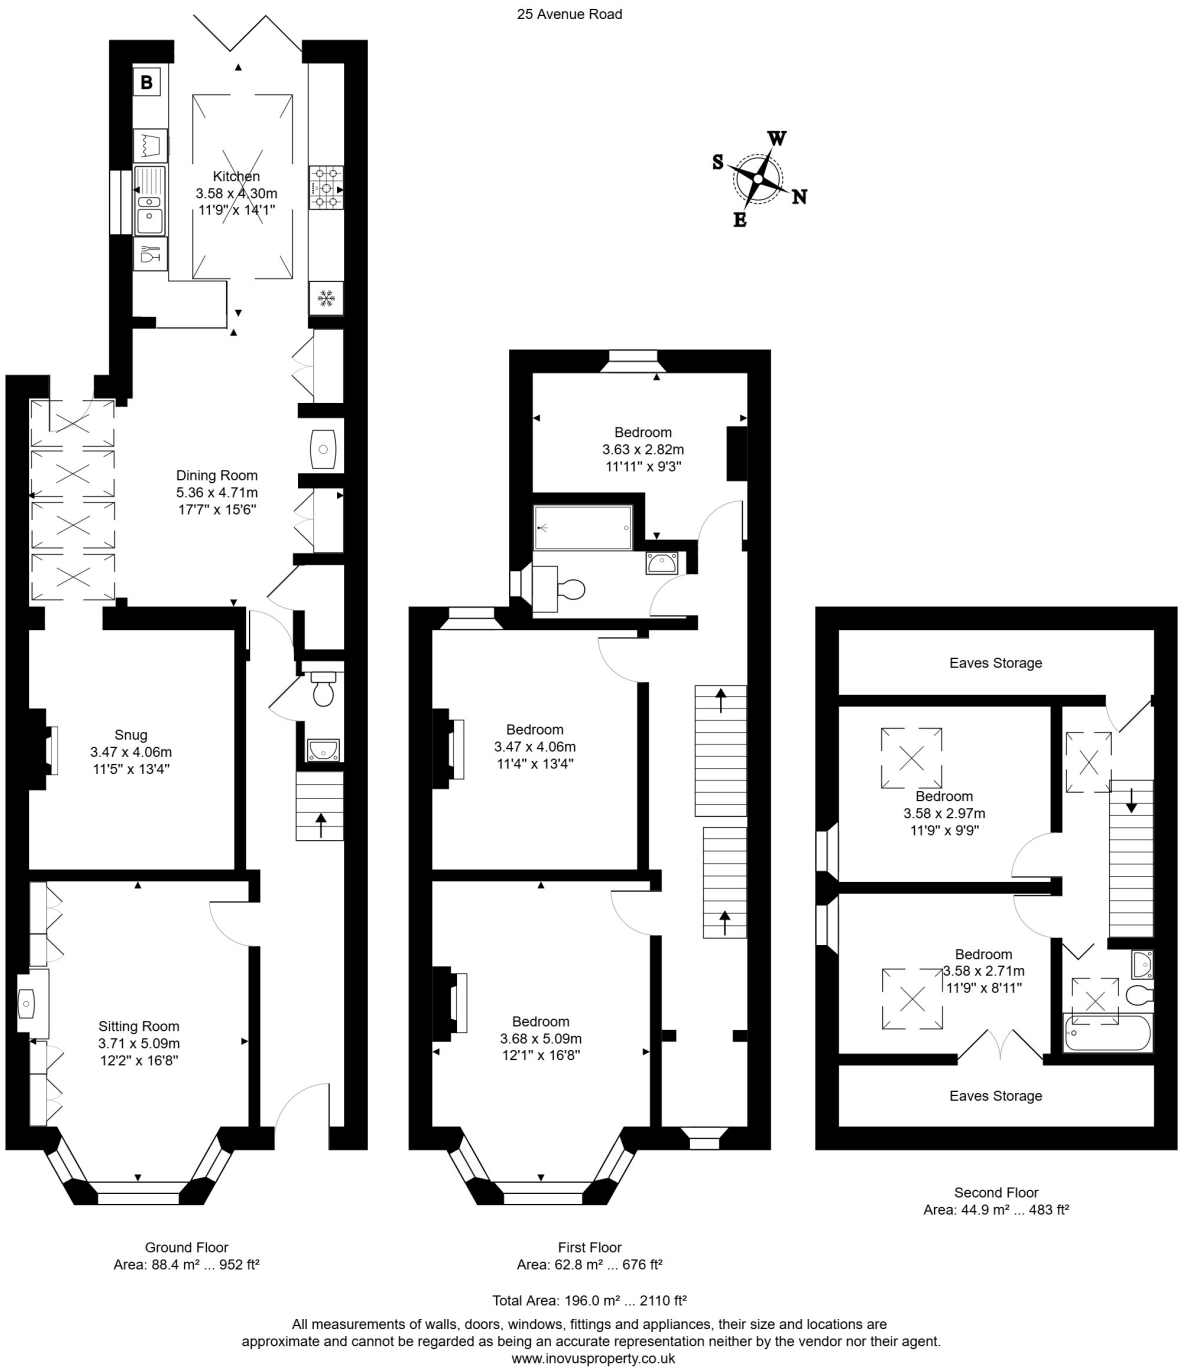 25 Avenue Road
B
Kitchen
3.58 x 4.30m
11'9" x 14'1"
W
S
N
E
Dining Room
5.36 x 4.71m
17'7" x 15'6"
Bedroom
3.63 x 2.82m
11'11" x 9'3"
Snug
3.47 x 4.06m
11'5" x 13'4"
Bedroom
3.47 x 4.06m
11'4" x 13'4"
Eaves Storage
Bedroom
3.58 x 2.97m
11'9" x 9'9"
Bedroom
3.58 x 2.71m
11'9" x 8'11"
Sitting Room
3.71 x 5.09m
12'2" x 16'8"
Bedroom
3.68 x 5.09m
12'1" x 16'8"
Eaves Storage
Second Floor
Area: 44.9 m² ... 483 ft²
Ground Floor
Area: 88.4 m² ... 952 ft²
First Floor
Area: 62.8 m² ... 676 ft²
Total Area: 196.0 m² ... 2110 ft²
All measurements of walls, doors, windows, fittings and appliances, their size and locations are
approximate and cannot be regarded as being an accurate representation neither by the vendor nor their agent.
www.inovusproperty.co.uk